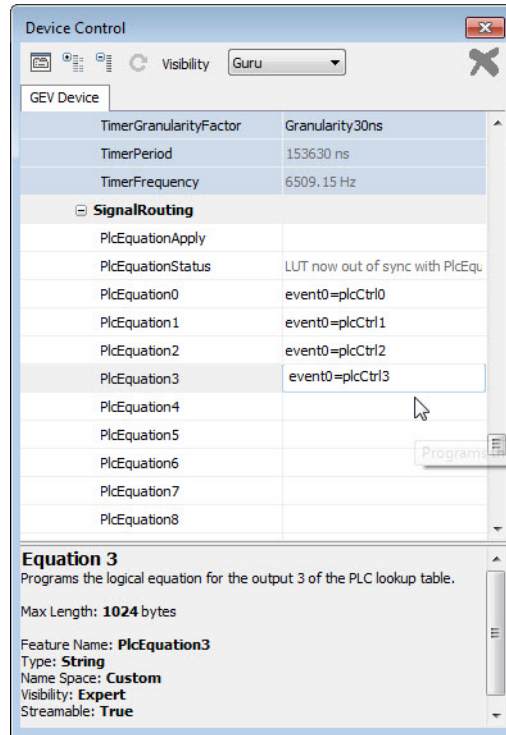 Device Control
Visibility Guru
GEV Device
TimerGranularityFactor Granularity30ns
TimerPeriod 153630 ns
TimerFrequency 6509.15 Hz
SignalRouting
PlcEquationApply
PlcEquationStatus LUT now out of sync with PlcEqu
PlcEquation0 event0=plcCtrl0
PlcEquation1 event0=plcCtrl1
PlcEquation2 event0=plcCtrl2
PlcEquation3 event0=plcCtrl3
PlcEquation4
PlcEquation5
Programs
PlcEquation6
PlcEquation7
PlcEquation8
Equation 3
Programs the logical equation for the output 3 of the PLC lookup table.
Max Length: 1024 bytes
Feature Name: PlcEquation3
Type: String
Name Space: Custom
Visibility: Expert
Streamable: True